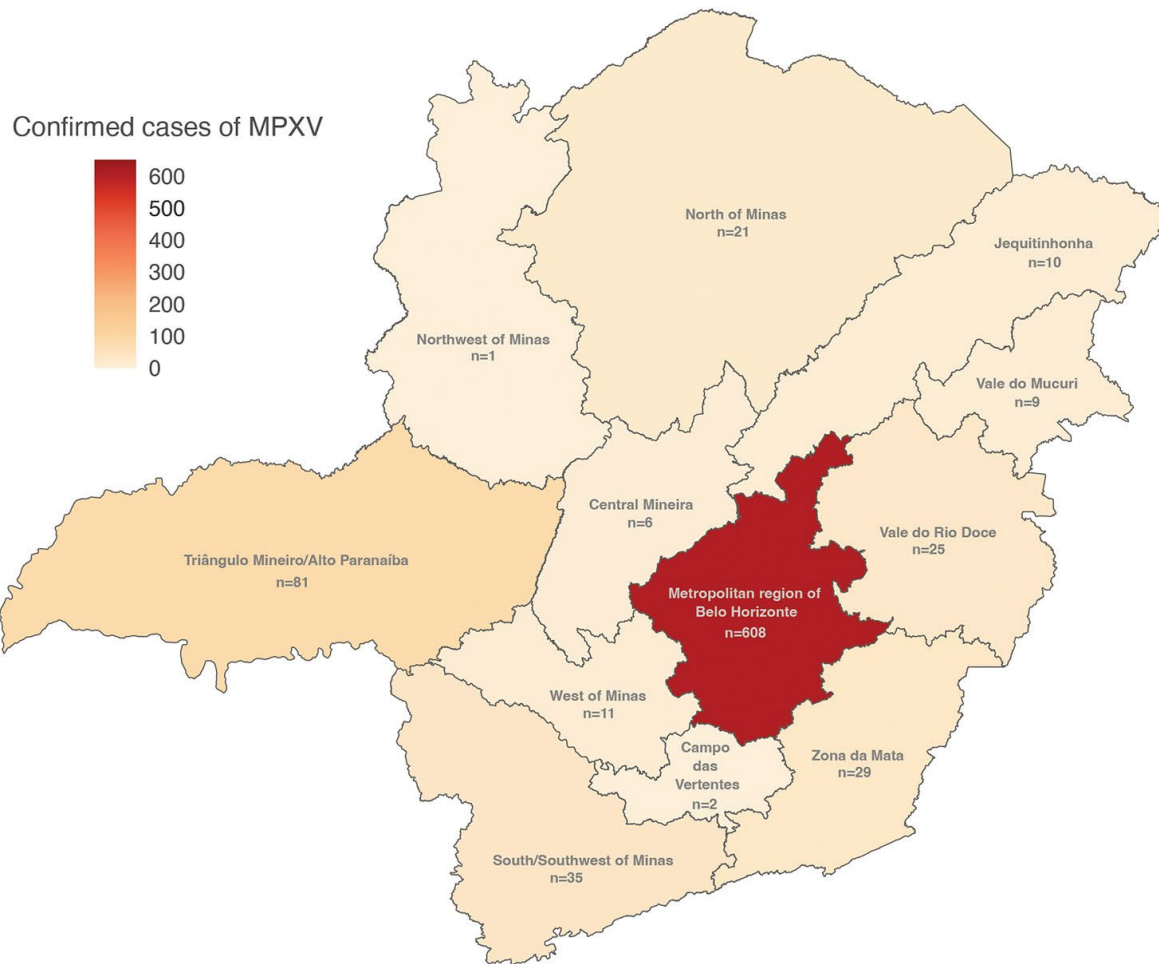 Confirmed cases of MPXV
600
500
400
300
200
100
0
North of Minas
n=21
Jequitinhonha
n=10
Northwest of Minas
n=1
Vale do Mucuri
n=9
Central Mineira
n=6
Vale do Rio Doce
n=25
Triângulo Mineiro/Alto Paranaíba
n=81
Metropolitan region of
Belo Horizonte
n=608
West of Minas
n=11
Campo
das
Vertentes
n=2
Zona da Mata
n=29
South/Southwest of Minas
n=35